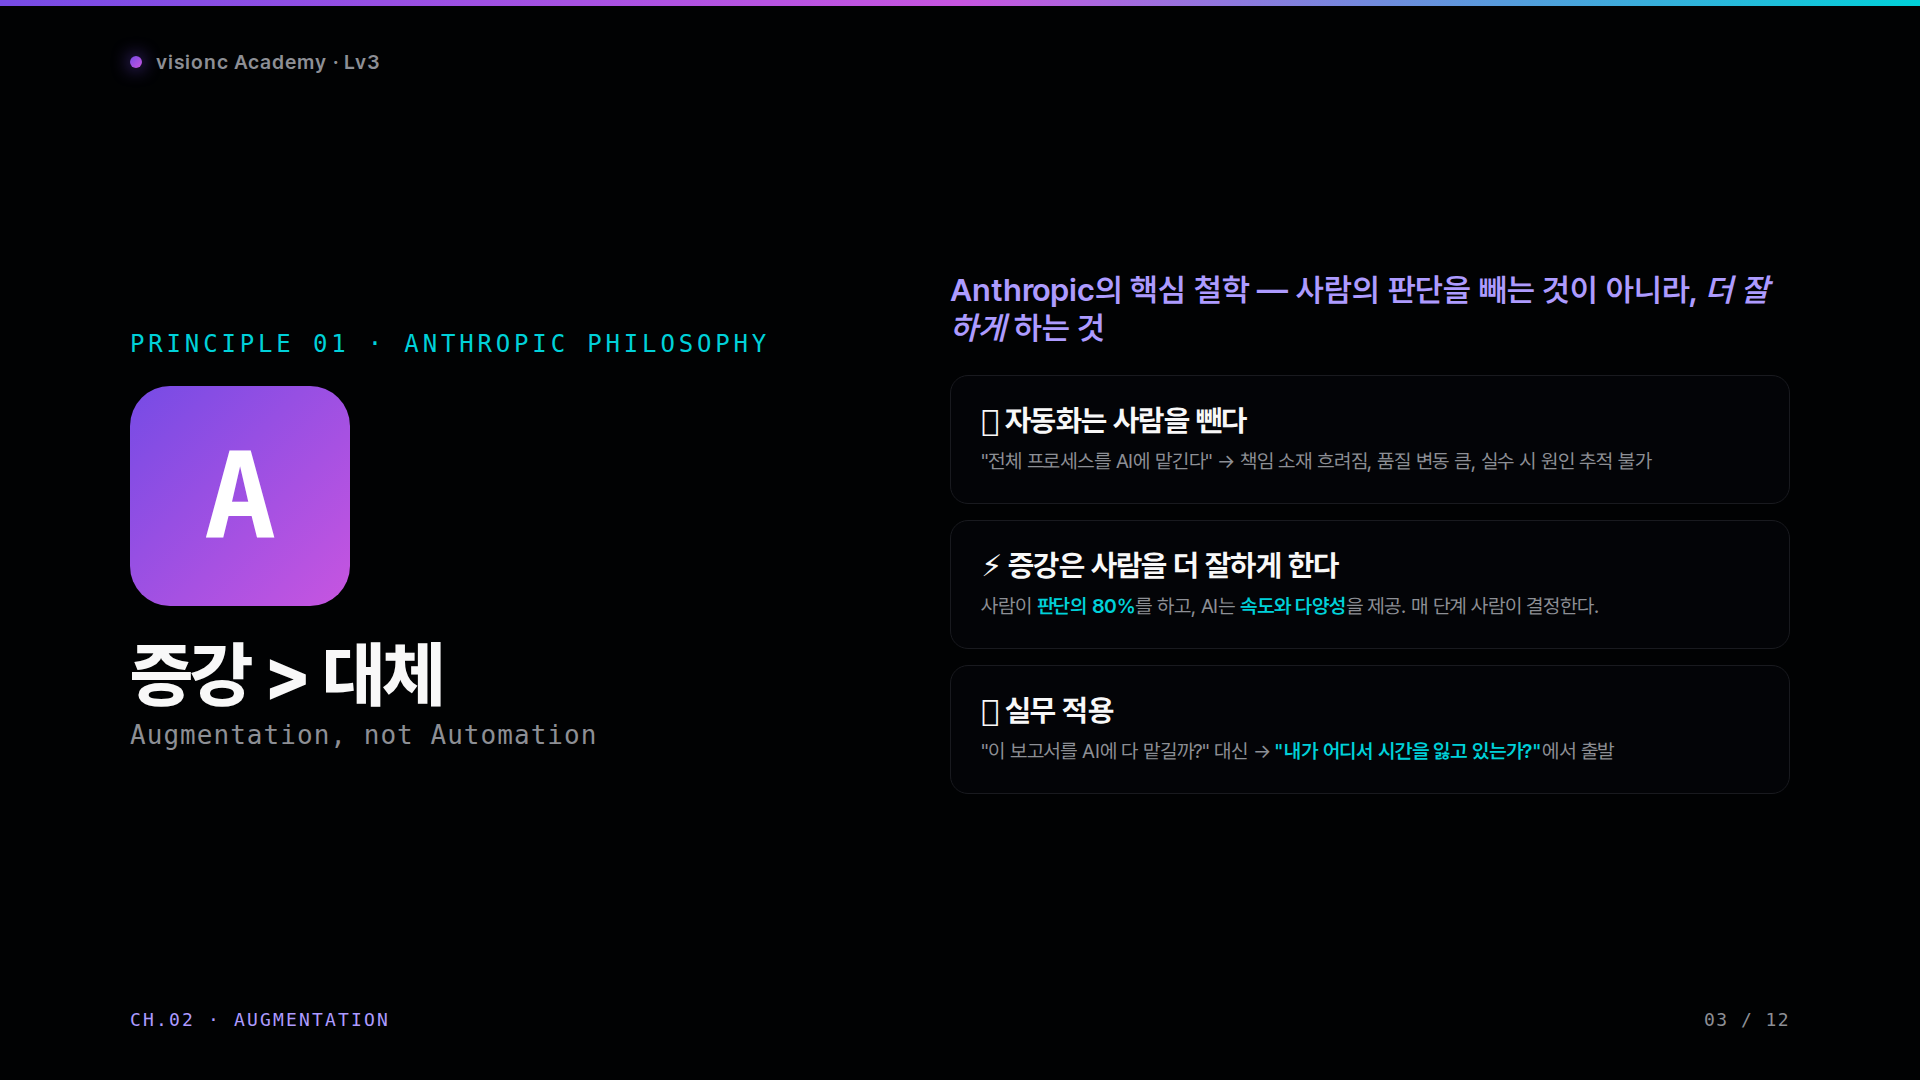 visionc Academy · Lv3
PRINCIPLE 01 · ANTHROPIC PHILOSOPHY
A
증강 > 대체
Augmentation, not Automation
Anthropic의 핵심 철학 — 사람의 판단을 빼는 것이 아니라, 더 잘
하게 하는 것
자동화는 사람을 뺀다
"전체 프로세스를 AI에 맡긴다" → 책임 소재 흐려짐, 품질 변동 큼, 실수 시 원인 추적 불가
⚡ 증강은 사람을 더 잘하게 한다
사람이 판단의 80%를 하고, AI는 속도와 다양성을 제공. 매 단계 사람이 결정한다.
실무 적용
"이 보고서를 AI에 다 맡길까?" 대신 → "내가 어디서 시간을 잃고 있는가?"에서 출발
CH.02 · AUGMENTATION
03 / 12